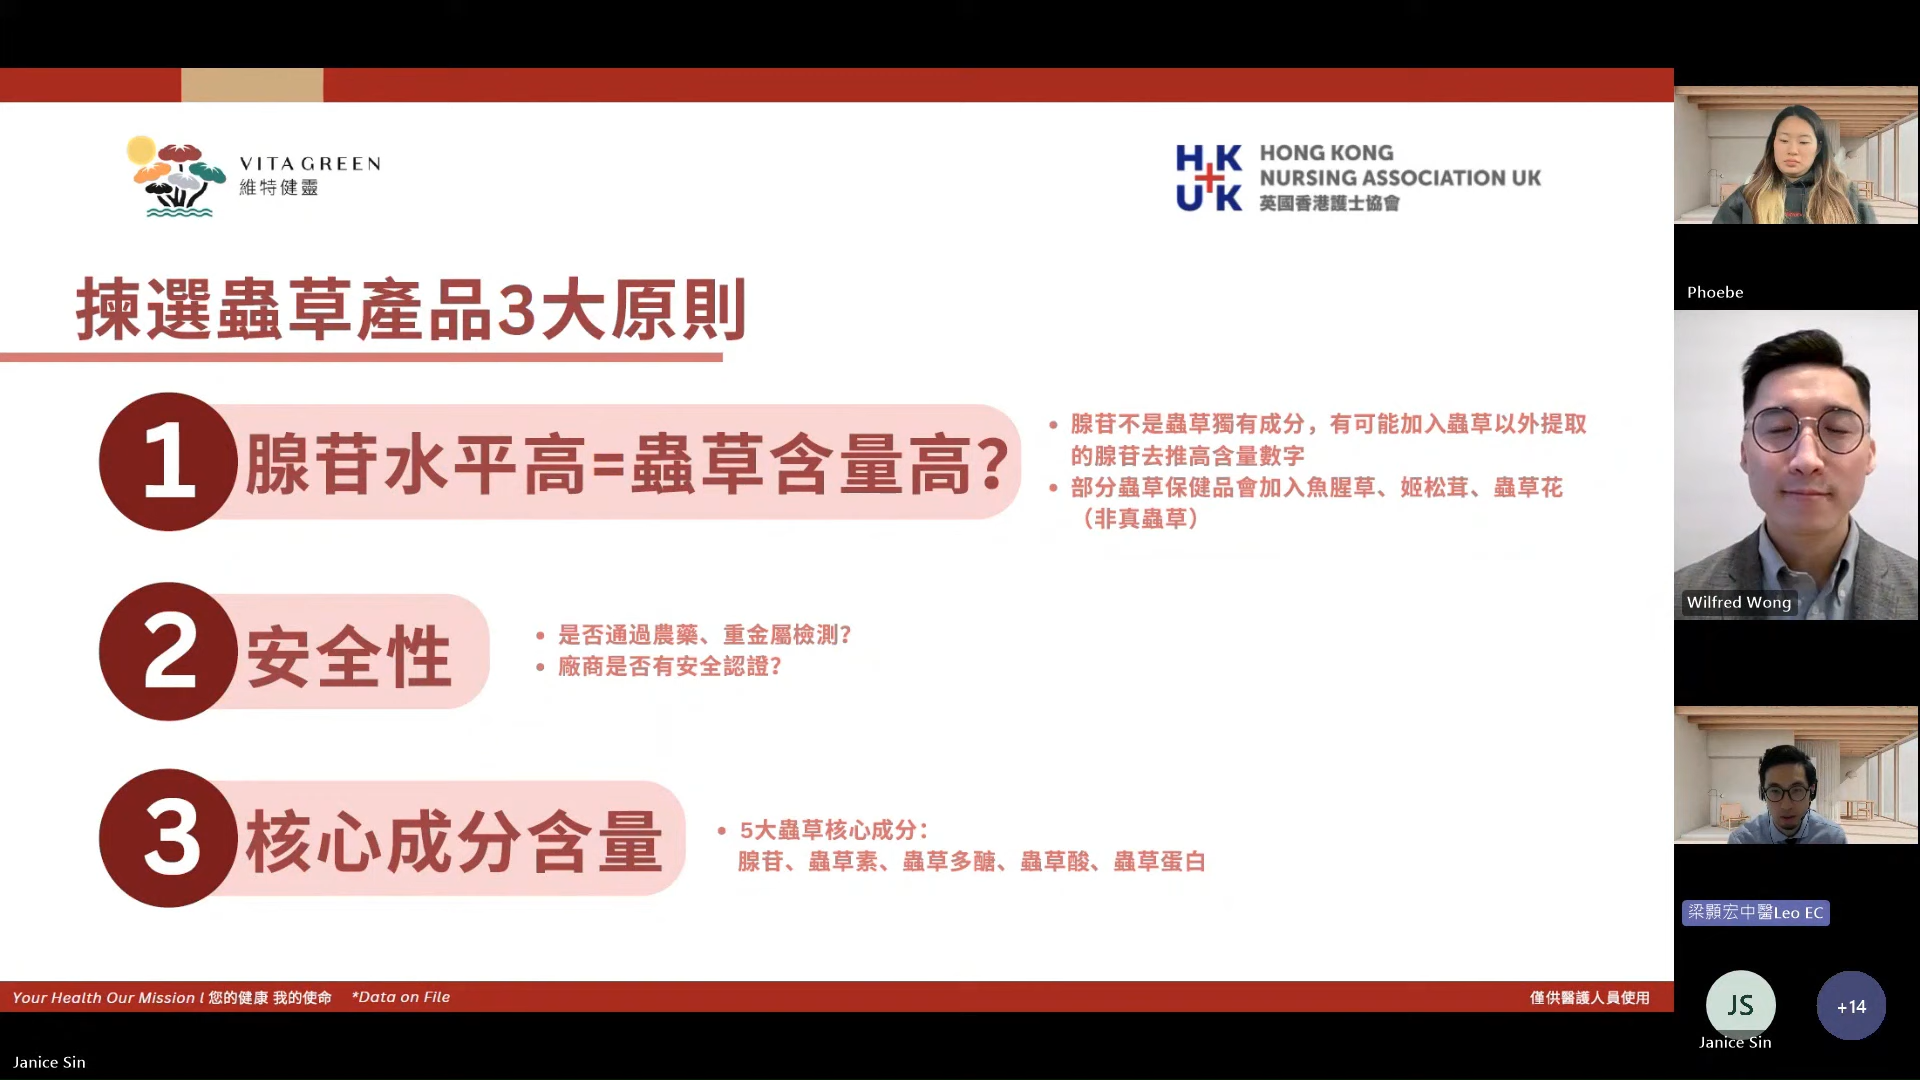 VITA GREEN
維特健靈
HK
UK
HONG KONG
NURSING ASSOCIATION UK
英國香港護士協會
揀選蟲草產品3大原則
1
腺苷水平高=蟲草含量高？
• 腺苷不是蟲草獨有成分，有可能加入蟲草以外提取
的腺苷去推高含量數字
• 部分蟲草保健品會加入魚腥草、姬松茸、蟲草花
（非真蟲草）
2
安全性
• 是否通過農藥、重金屬檢測？
• 廠商是否有安全認證？
3
核心成分含量
• 5大蟲草核心成分：
腺苷、蟲草素、蟲草多醣、蟲草酸、蟲草蛋白
Your Health Our Mission l 您的健康 我的使命 *Data on File
僅供醫護人員使用
Janice Sin
Phoebe
Wilfred Wong
梁顥宏中醫Leo EC
JS
Janice Sin
+14